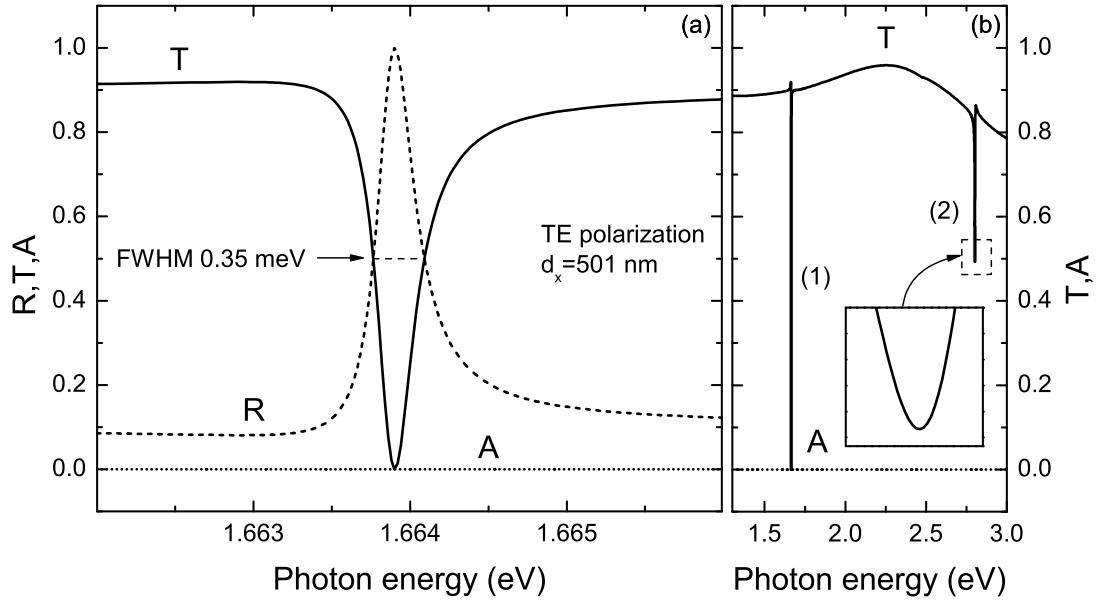 (a)
T
R,T,A
1.0
0.8
0.6
0.4
0.2
0.0
FWHM 0.35 meV
TE polarization
dx=501 nm
R
A
1.663
1.664
1.665
Photon energy (eV)
(b)
T
(2)
(1)
A
1.0
0.8
0.6
0.4
0.2
0.0
T,A
1.5
2.0
2.5
3.0
Photon energy (eV)